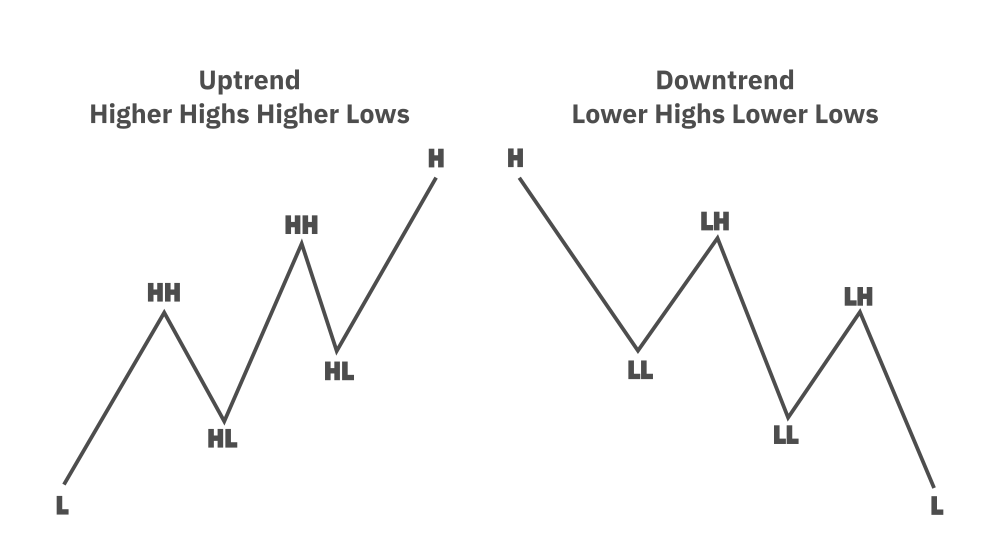 Uptrend
Higher Highs Higher Lows
H
HH
HH
HL
HL
L
Downtrend
Lower Highs Lower Lows
H
LH
LH
LL
LL
L